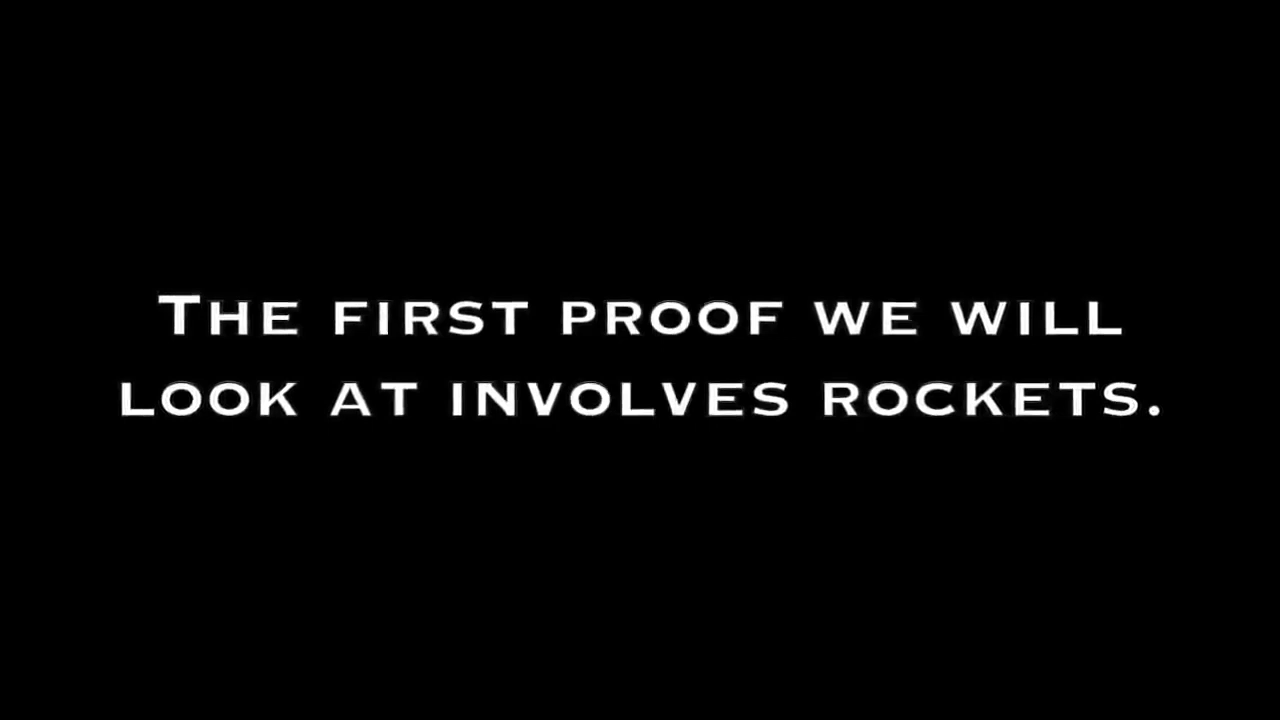 The first proof we will
look at involves rockets.